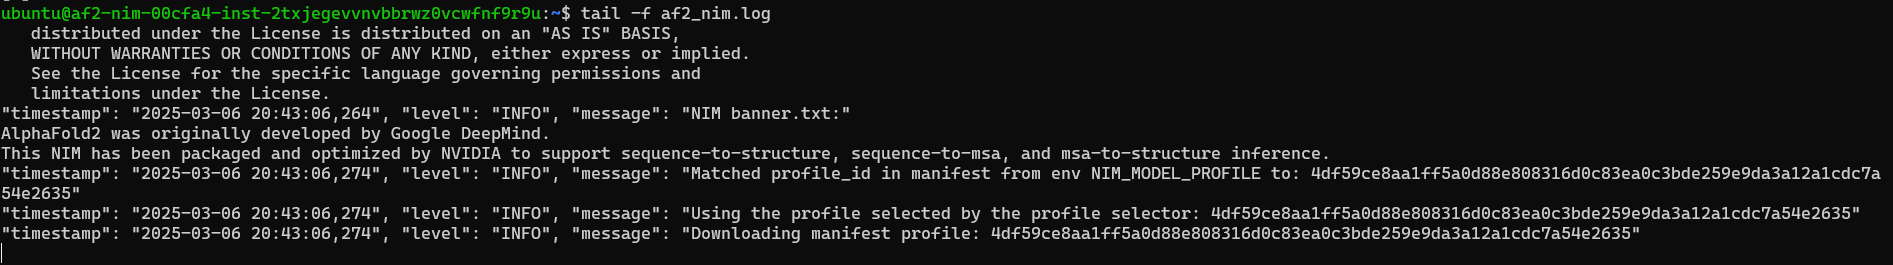 ubuntu@af2-nim-00cfa4-inst-2txjegevvnvbbrwz0vcwfnf9r9u:~$ tail -f af2_nim.log
   distributed under the License is distributed on an "AS IS" BASIS,
   WITHOUT WARRANTIES OR CONDITIONS OF ANY KIND, either express or implied.
   See the License for the specific language governing permissions and
   limitations under the License.
"timestamp": "2025-03-06 20:43:06,264", "level": "INFO", "message": "NIM banner.txt:"
AlphaFold2 was originally developed by Google DeepMind.
This NIM has been packaged and optimized by NVIDIA to support sequence-to-structure, sequence-to-msa, and msa-to-structure inference.
"timestamp": "2025-03-06 20:43:06,274", "level": "INFO", "message": "Matched profile_id in manifest from env NIM_MODEL_PROFILE to: 4df59ce8aa1ff5a0d88e808316d0c83ea0c3bde259e9da3a12a1cdc7a
54e2635"
"timestamp": "2025-03-06 20:43:06,274", "level": "INFO", "message": "Using the profile selected by the profile selector: 4df59ce8aa1ff5a0d88e808316d0c83ea0c3bde259e9da3a12a1cdc7a54e2635"
"timestamp": "2025-03-06 20:43:06,274", "level": "INFO", "message": "Downloading manifest profile: 4df59ce8aa1ff5a0d88e808316d0c83ea0c3bde259e9da3a12a1cdc7a54e2635"